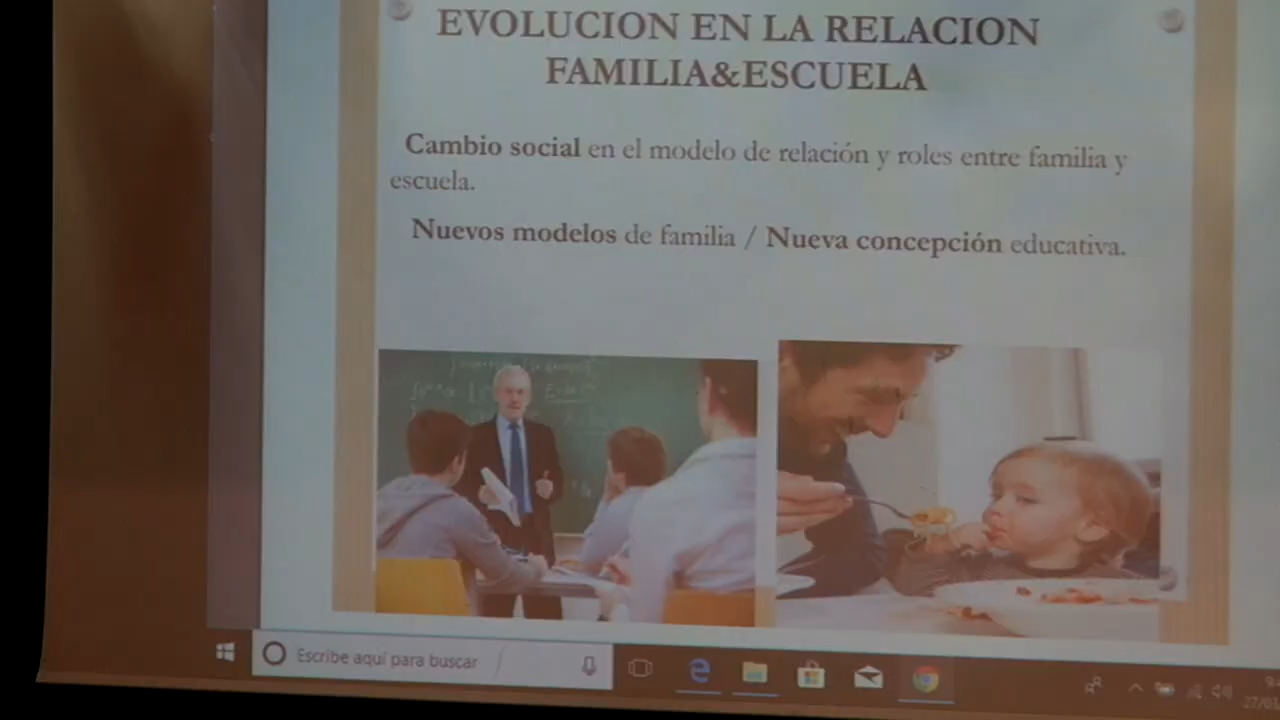 EVOLUCION EN LA RELACION
FAMILIA&ESCUELA
Cambio social en el modelo de relación y roles entre familia y
escuela.
Nuevos modelos de familia / Nueva concepción educativa.
Escribe aquí para buscar